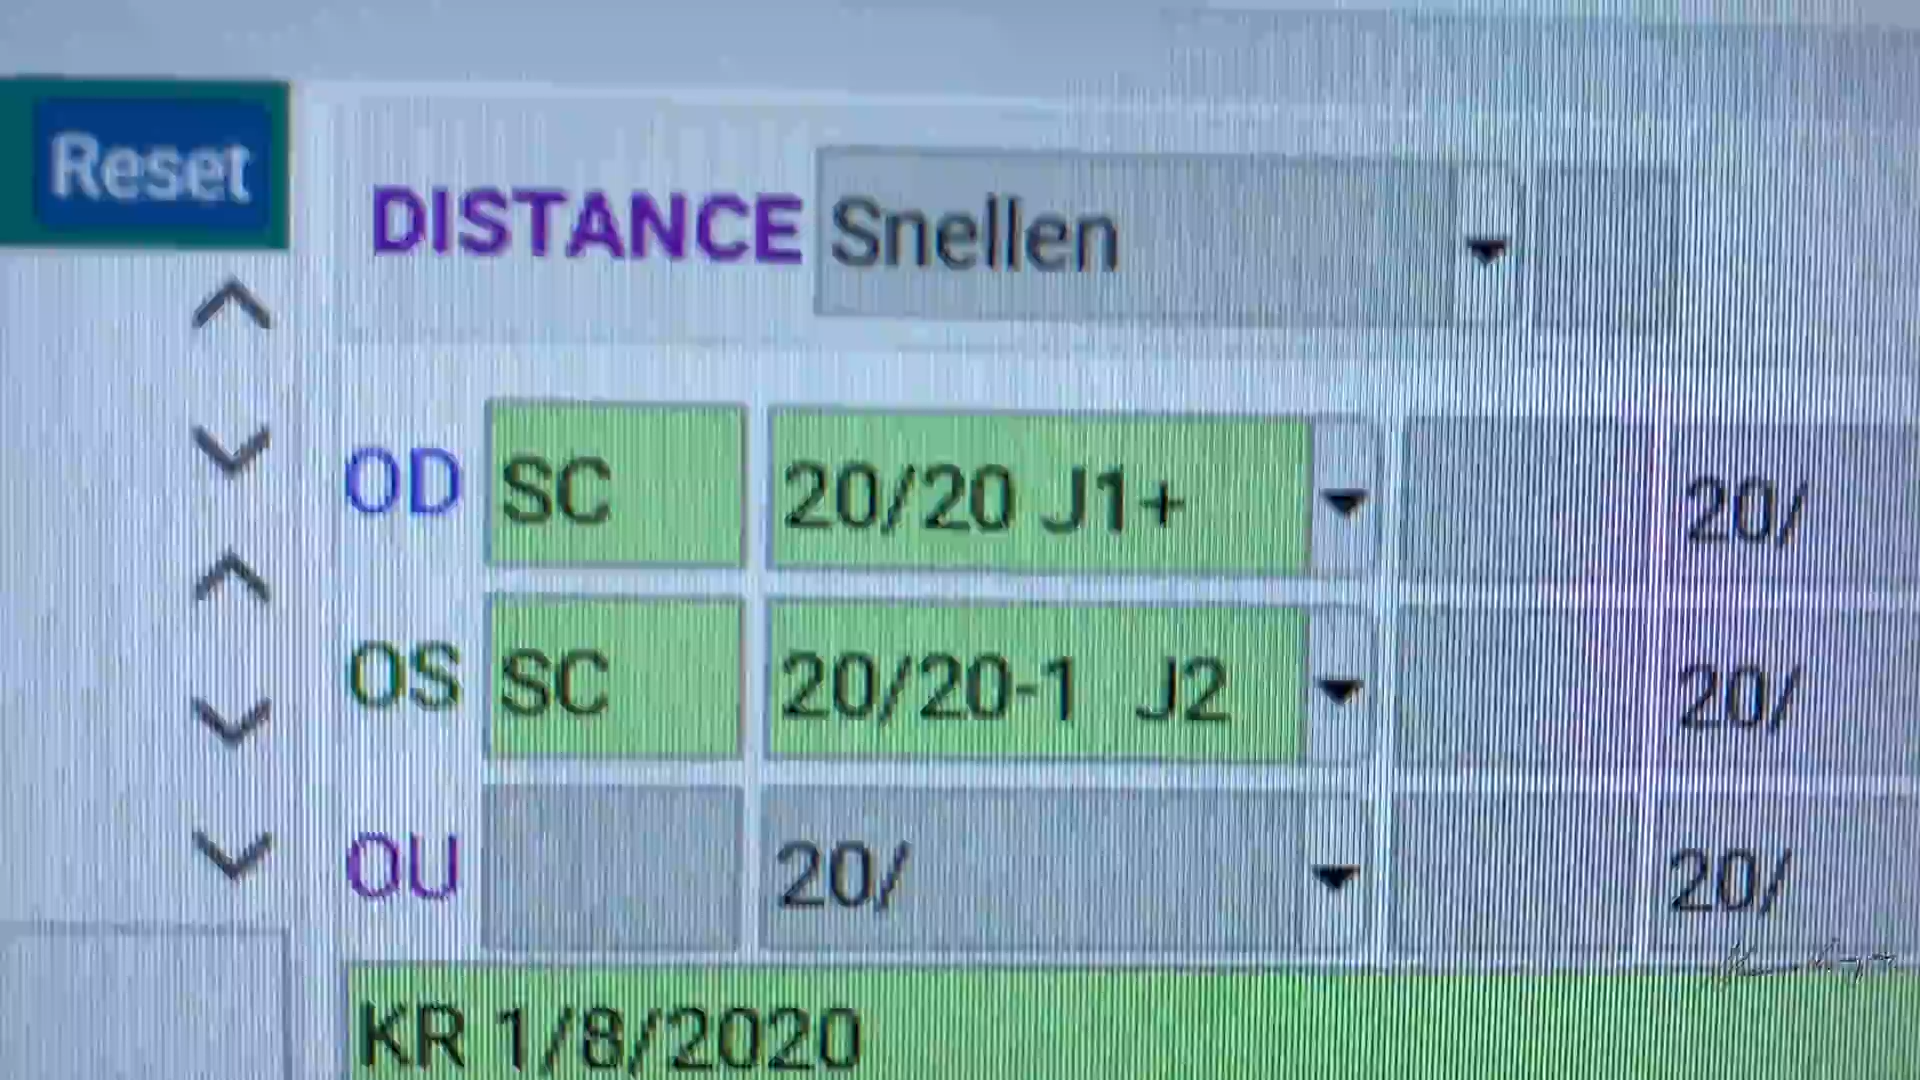 Reset
DISTANCE Snellen
OD SC 20/20 J1+ 20/
OS SC 20/20-1 J2 20/
OU 20/ 20/
KR 1/8/2020